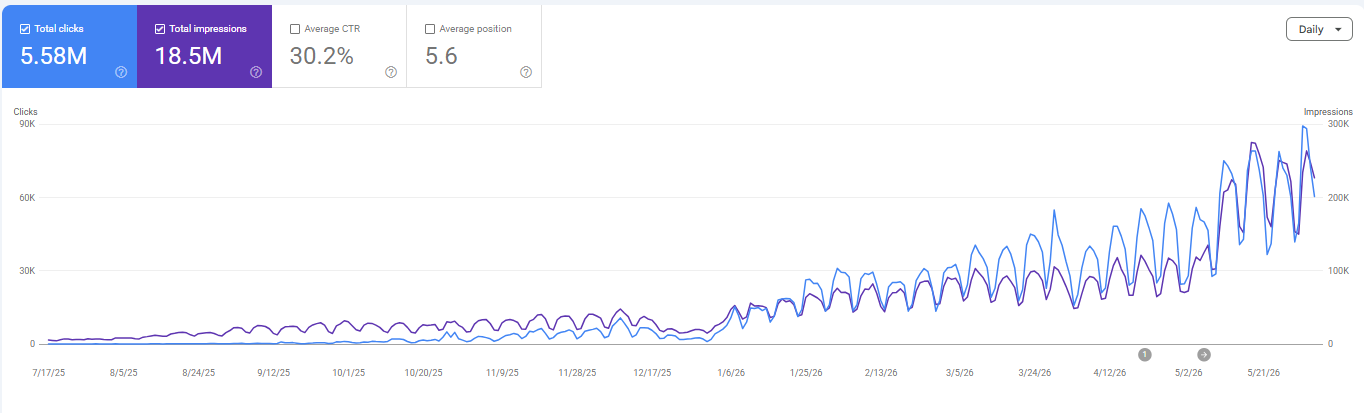 Total clicks Total impressions Average CTR Average position Daily
5.58M 18.5M 30.2% 5.6
Clicks Impressions
90K 300K
60K 200K
30K 100K
0 0
1
7/17/25 8/5/25 8/24/25 9/12/25 10/1/25 10/20/25 11/9/25 11/28/25 12/17/25 1/6/26 1/25/26 2/13/26 3/5/26 3/24/26 4/12/26 5/2/26 5/21/26